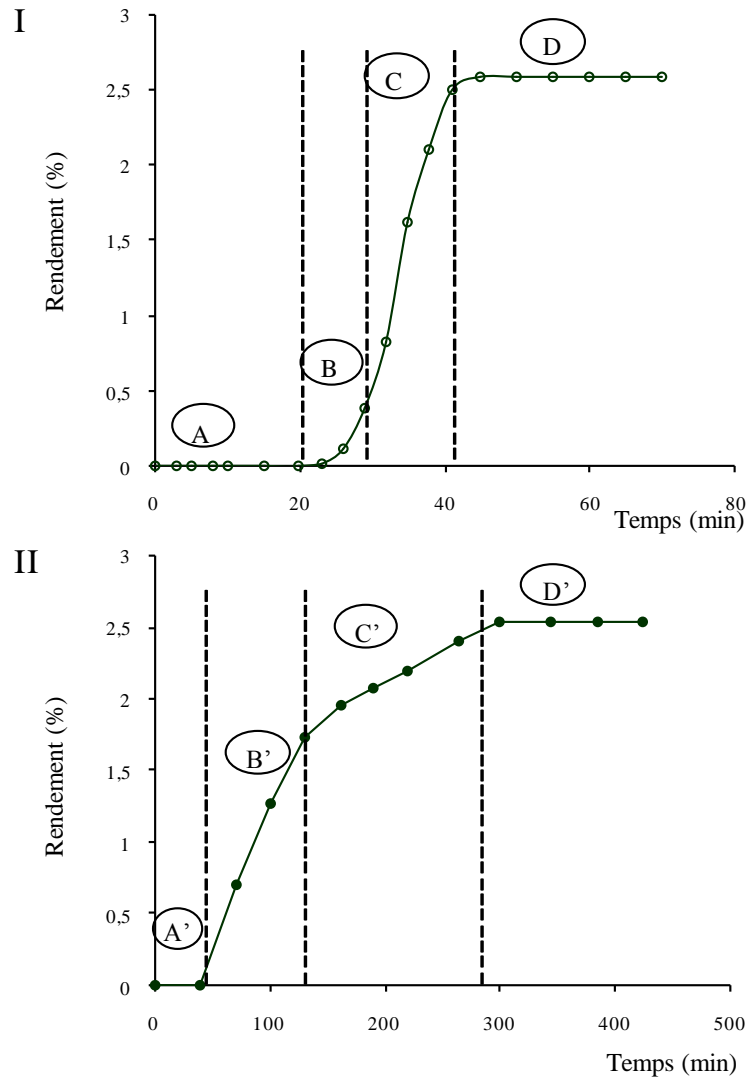 I
Rendement (%)
3
2,5
2
1,5
1
0,5
0
A
B
C
D
0 20 40 60 80
Temps (min)
II
Rendement (%)
3
2,5
2
1,5
1
0,5
0
A’
B’
C’
D’
0 100 200 300 400 500
Temps (min)